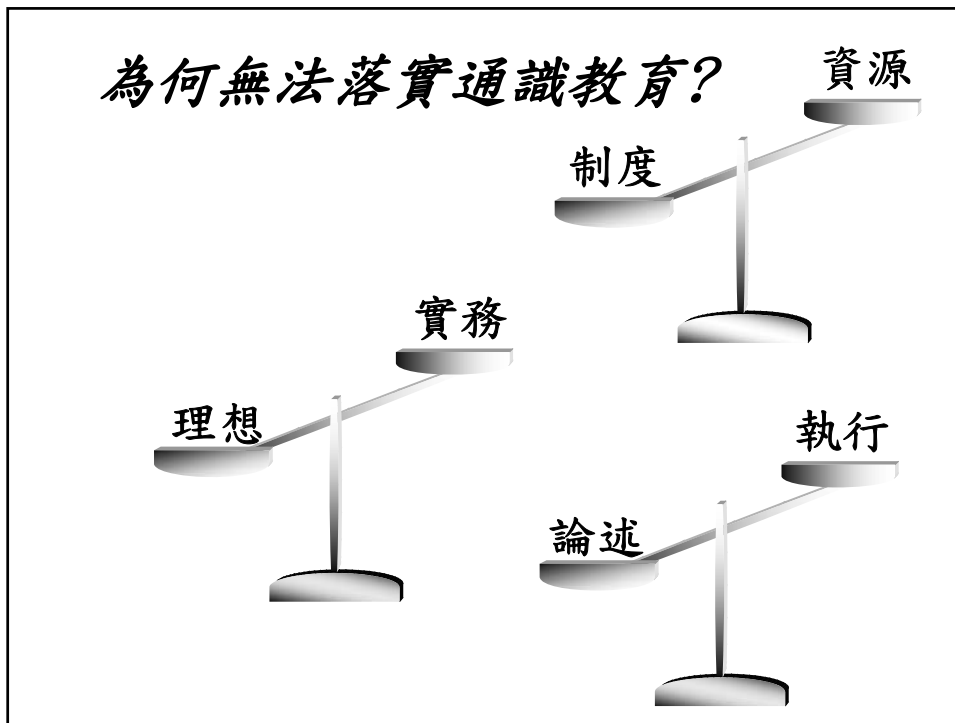 為何無法落實通識教育?
資源
制度
實務
理想
執行
論述